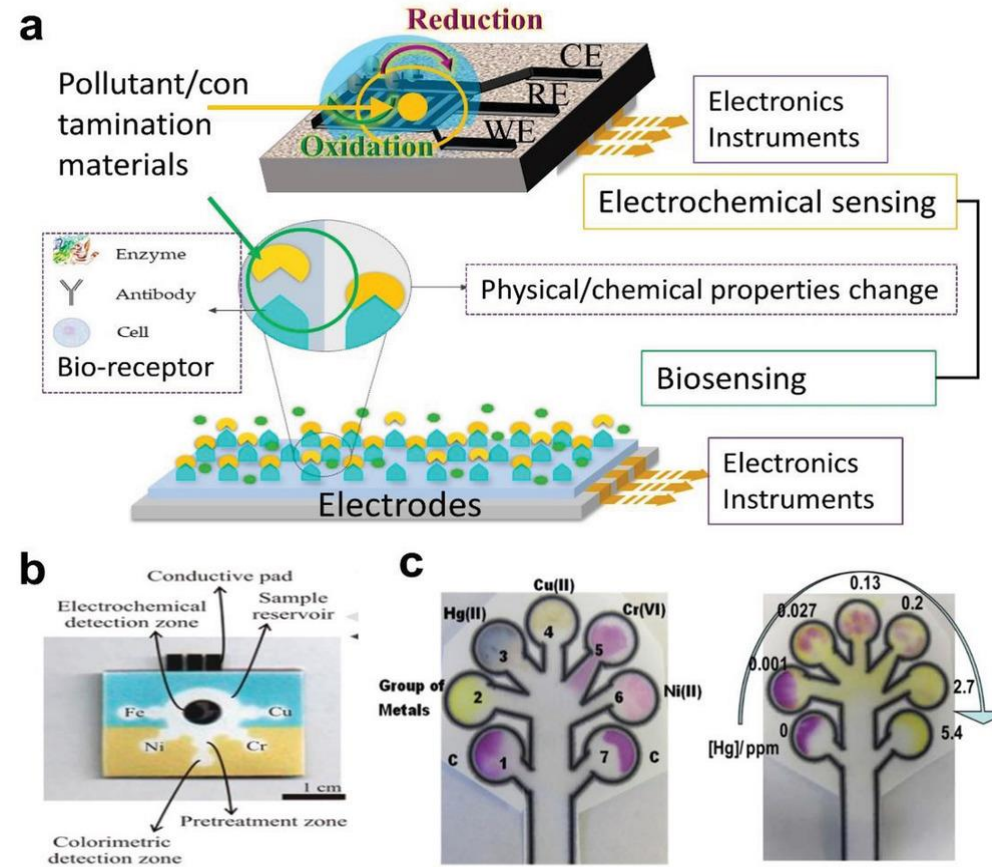 a
Reduction
Pollutant/con
tamination
materials
Oxidation
CE
RE
WE
Electronics
Instruments
Electrochemical sensing
Enzyme
Antibody
Cell
Bio-receptor
Physical/chemical properties change
Biosensing
Electrodes
Electronics
Instruments
b
Conductive pad
Electrochemical
detection zone
Sample
reservoir
Fe
Cu
Ni
Cr
1 cm
Pretreatment zone
Colorimetric
detection zone
c
Cu(II)
Hg(II)
Cr(VI)
4
3
5
Group of
Metals
2
6
Ni(II)
C
1
7
C
0.13
0.027
0.2
0.001
2.7
0
5.4
[Hg]/ppm